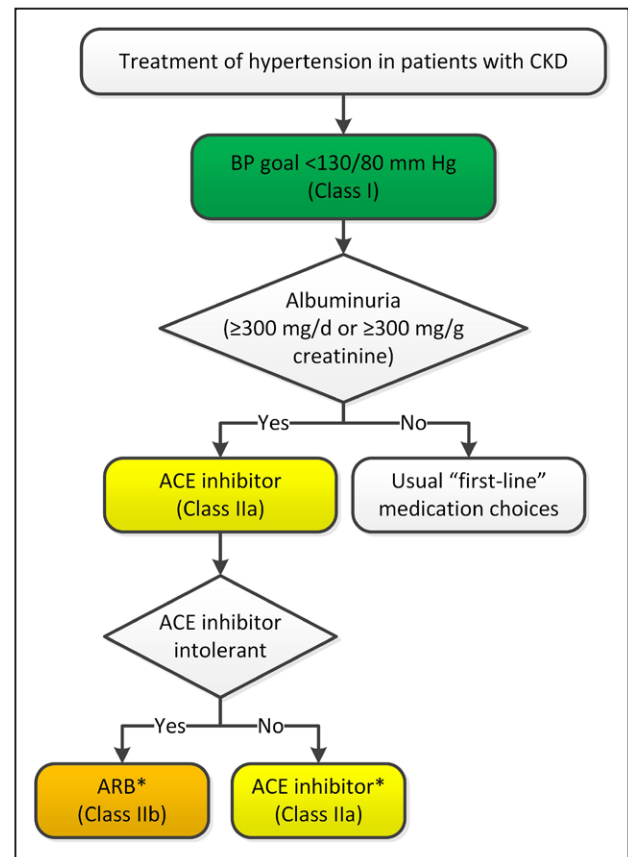 Treatment of hypertension in patients with CKD
BP goal <130/80 mm Hg
(Class I)
Albuminuria
(≥300 mg/d or ≥300 mg/g
creatinine)
Yes
No
ACE inhibitor
(Class IIa)
Usual “first-line”
medication choices
ACE inhibitor
intolerant
Yes
No
ARB*
(Class IIb)
ACE inhibitor*
(Class IIa)